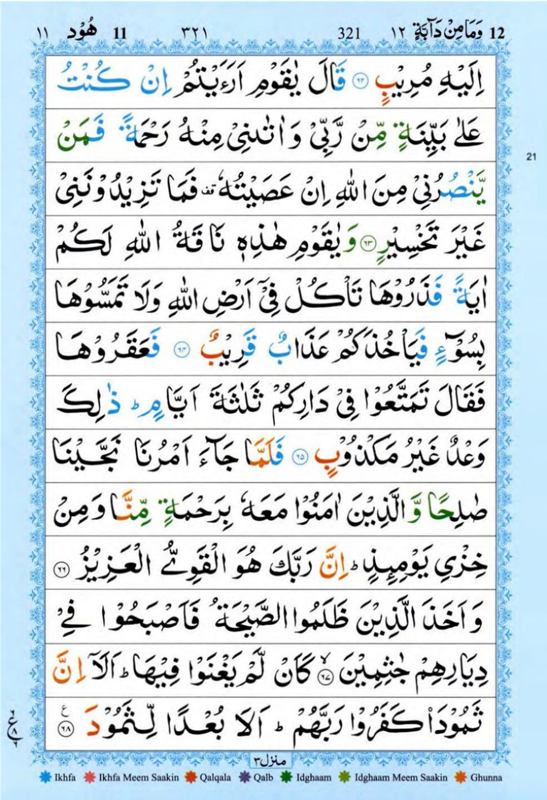 12 وَمَا مِنْ دَآبَّةٍ ١٢ 321 ٣٢١ 11 هُوْد ١١
اِلَيْهِ مُرِيْبٍ ﴿٦٢﴾ قَالَ يٰقَوْمِ اَرَءَيْتُمْ اِنْ كُنْتُ
عَلٰى بَيِّنَةٍ مِّنْ رَّبِّيْ وَاٰتٰىنِيْ مِنْهُ رَحْمَةً فَمَنْ
21
يَّنْصُرُنِيْ مِنَ اللّٰهِ اِنْ عَصَيْتُهٗ ۗ فَمَا تَزِيْدُوْنَنِيْ
غَيْرَ تَخْسِيْرٍ ﴿٦٣﴾ وَيٰقَوْمِ هٰذِهٖ نَاقَةُ اللّٰهِ لَكُمْ
اٰيَةً فَذَرُوْهَا تَأْكُلْ فِيْٓ اَرْضِ اللّٰهِ وَلَا تَمَسُّوْهَا
بِسُوْٓءٍ فَيَأْخُذَكُمْ عَذَابٌ قَرِيْبٌ ﴿٦٤﴾ فَعَقَرُوْهَا
فَقَالَ تَمَتَّعُوْا فِيْ دَارِكُمْ ثَلٰثَةَ اَيَّامٍ ؕ ذٰلِكَ
وَعْدٌ غَيْرُ مَكْذُوْبٍ ﴿٦٥﴾ فَلَمَّا جَآءَ اَمْرُنَا نَجَّيْنَا
صٰلِحًا وَّالَّذِيْنَ اٰمَنُوْا مَعَهٗ بِرَحْمَةٍ مِّنَّا وَمِنْ
خِزْيِ يَوْمِئِذٍ ؕ اِنَّ رَبَّكَ هُوَ الْقَوِيُّ الْعَزِيْزُ ﴿٦٦﴾
وَاَخَذَ الَّذِيْنَ ظَلَمُوا الصَّيْحَةُ فَاَصْبَحُوْا فِيْ
دِيَارِهِمْ جٰثِمِيْنَ ﴿٦٧﴾ۙ كَاَنْ لَّمْ يَغْنَوْا فِيْهَا ؕ اَلَآ اِنَّ
ثَمُوْدَا۟ كَفَرُوْا رَبَّهُمْ ؕ اَلَا بُعْدًا لِّثَمُوْدَ ﴿٦٨﴾ ع
منزل ٣
Ikhfa Ikhfa Meem Saakin Qalqala Qalb Idghaam Idghaam Meem Saakin Ghunna